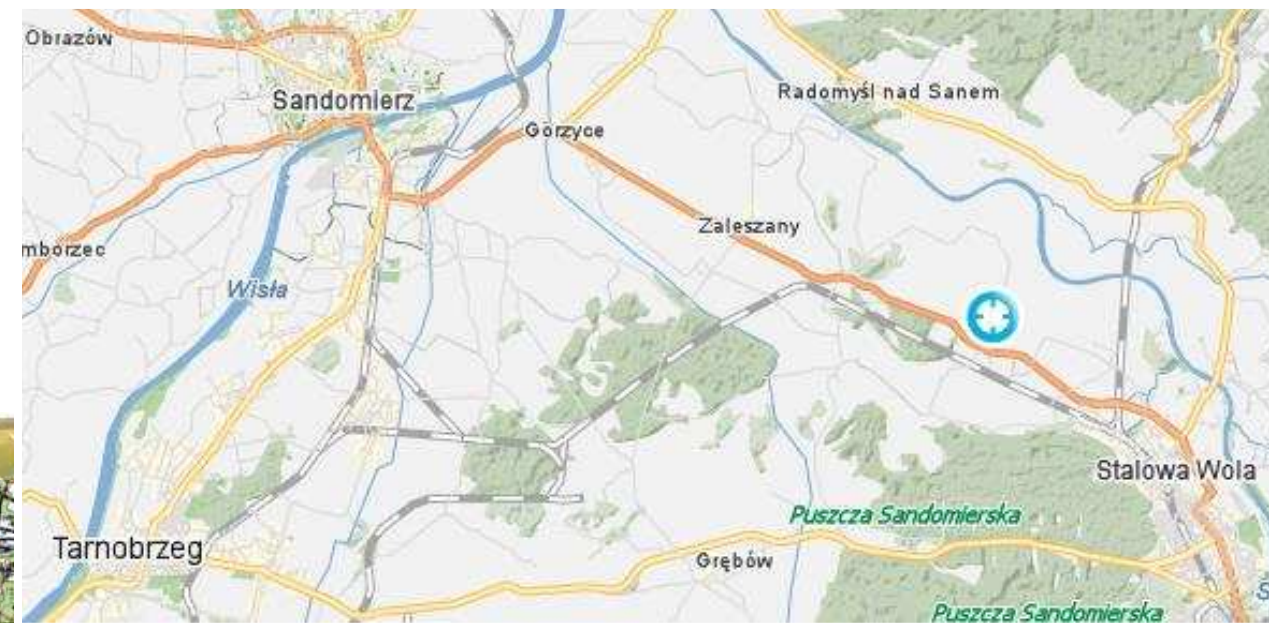 Obrazów
Sandomierz
Radomyśl nad Sanem
Gorzyce
Zaleszany
mborzec
Wisła
S
Stalowa Wola
Puszcza Sandomierska
Tarnobrzeg
Grębów
Puszcza Sandomierska
S